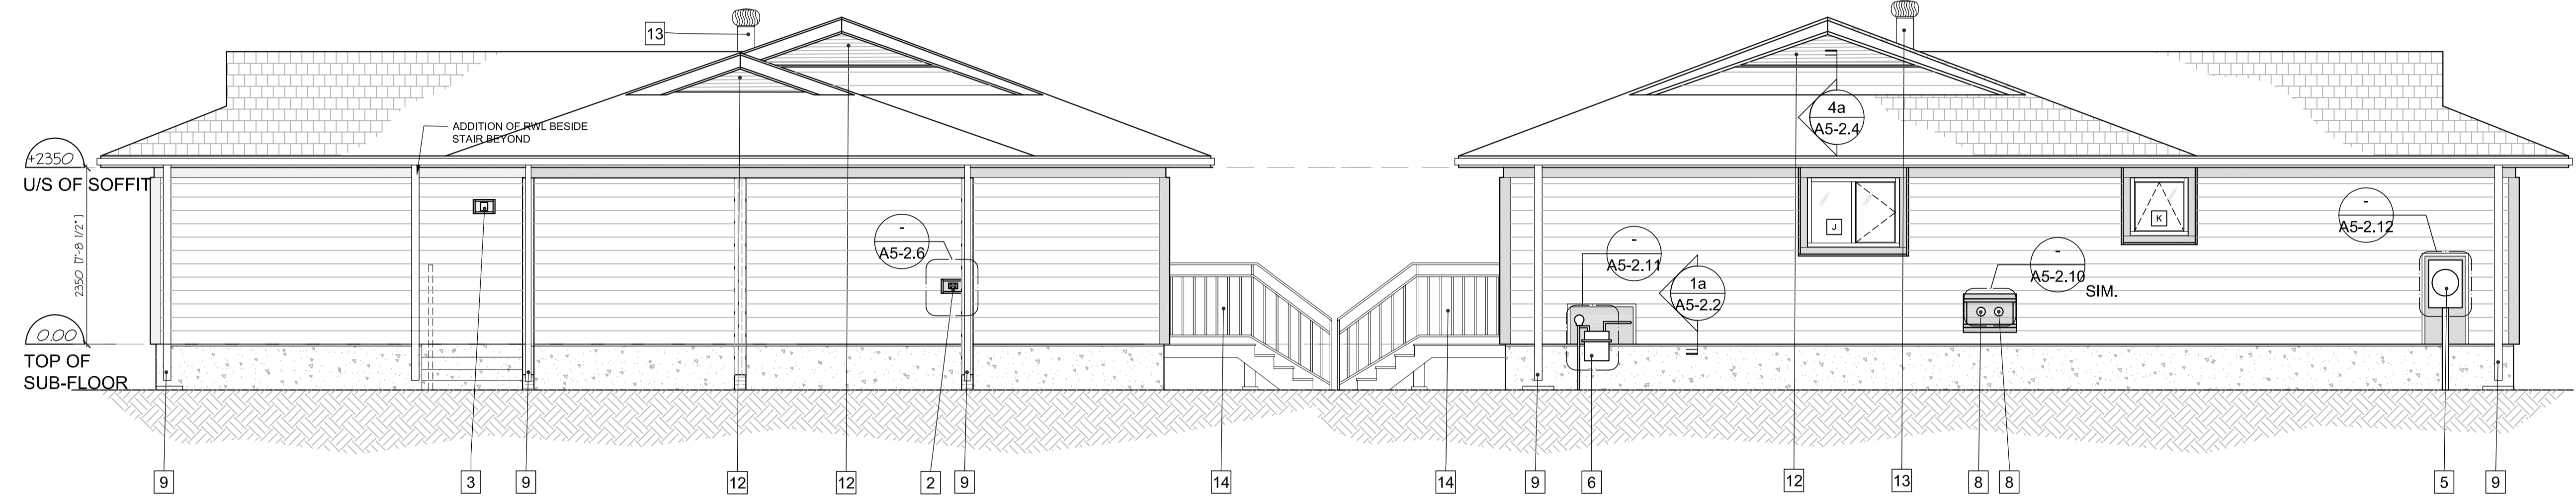 13
ADDITION OF RWL BESIDE
STAIR BEYOND
+2350
U/S OF SOFFIT
2350 [7'-8 1/2"]
0.00
TOP OF
SUB-FLOOR
-
A5-2.6
4a
A5-2.4
J
K
-
A5-2.11
1a
A5-2.2
-
A5-2.10
SIM.
-
A5-2.12
9
3
9
12
12
2
9
14
14
9
6
12
13
8
8
5
9